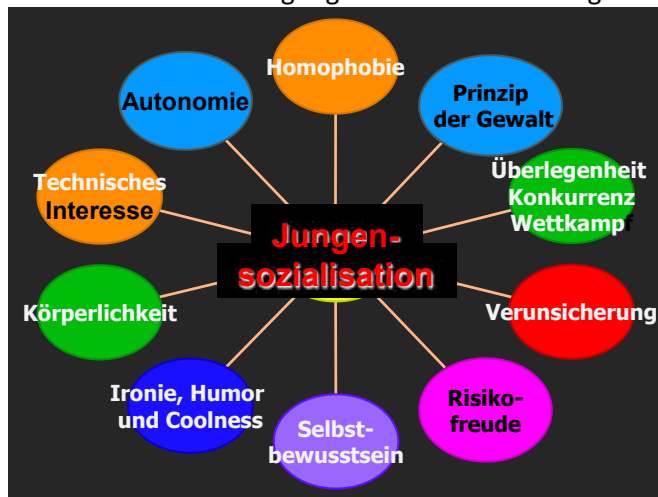 Homophobie
Autonomie
Prinzip
der Gewalt
Technisches
Interesse
Überlegenheit
Konkurrenz
Wettkampf
Jungen-
sozialisation
Körperlichkeit
Verunsicherung
Ironie, Humor
und Coolness
Selbst-
bewusstsein
Risiko-
freude